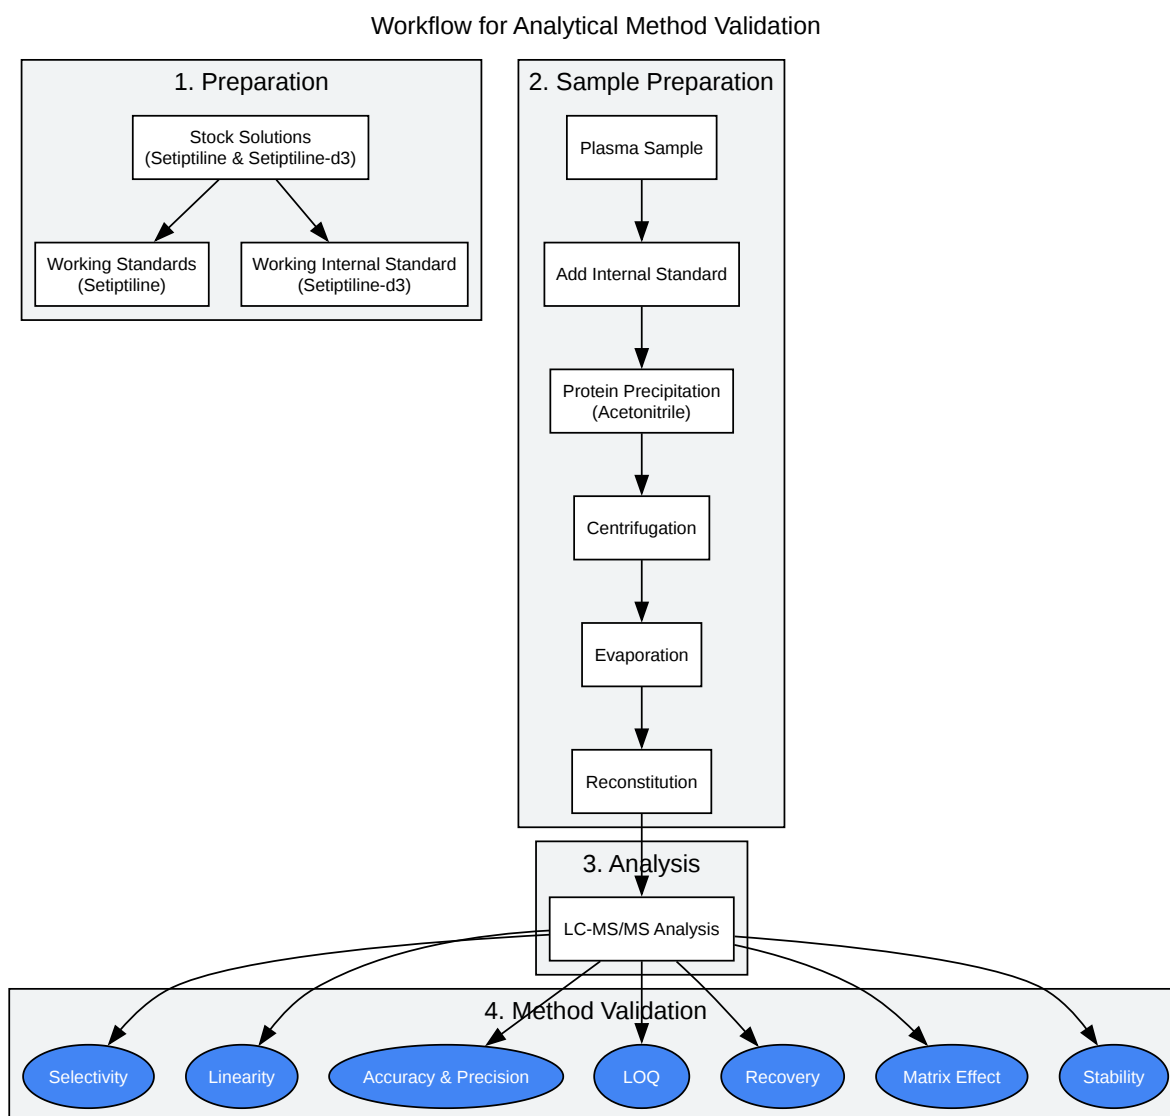 Workflow for Analytical Method Validation
1. Preparation
Stock Solutions
(Setiptiline & Setiptiline-d3)
Working Standards
(Setiptiline)
Working Internal Standard
(Setiptiline-d3)
2. Sample Preparation
Plasma Sample
Add Internal Standard
Protein Precipitation
(Acetonitrile)
Centrifugation
Evaporation
Reconstitution
3. Analysis
LC-MS/MS Analysis
4. Method Validation
Selectivity
Linearity
Accuracy & Precision
LOQ
Recovery
Matrix Effect
Stability